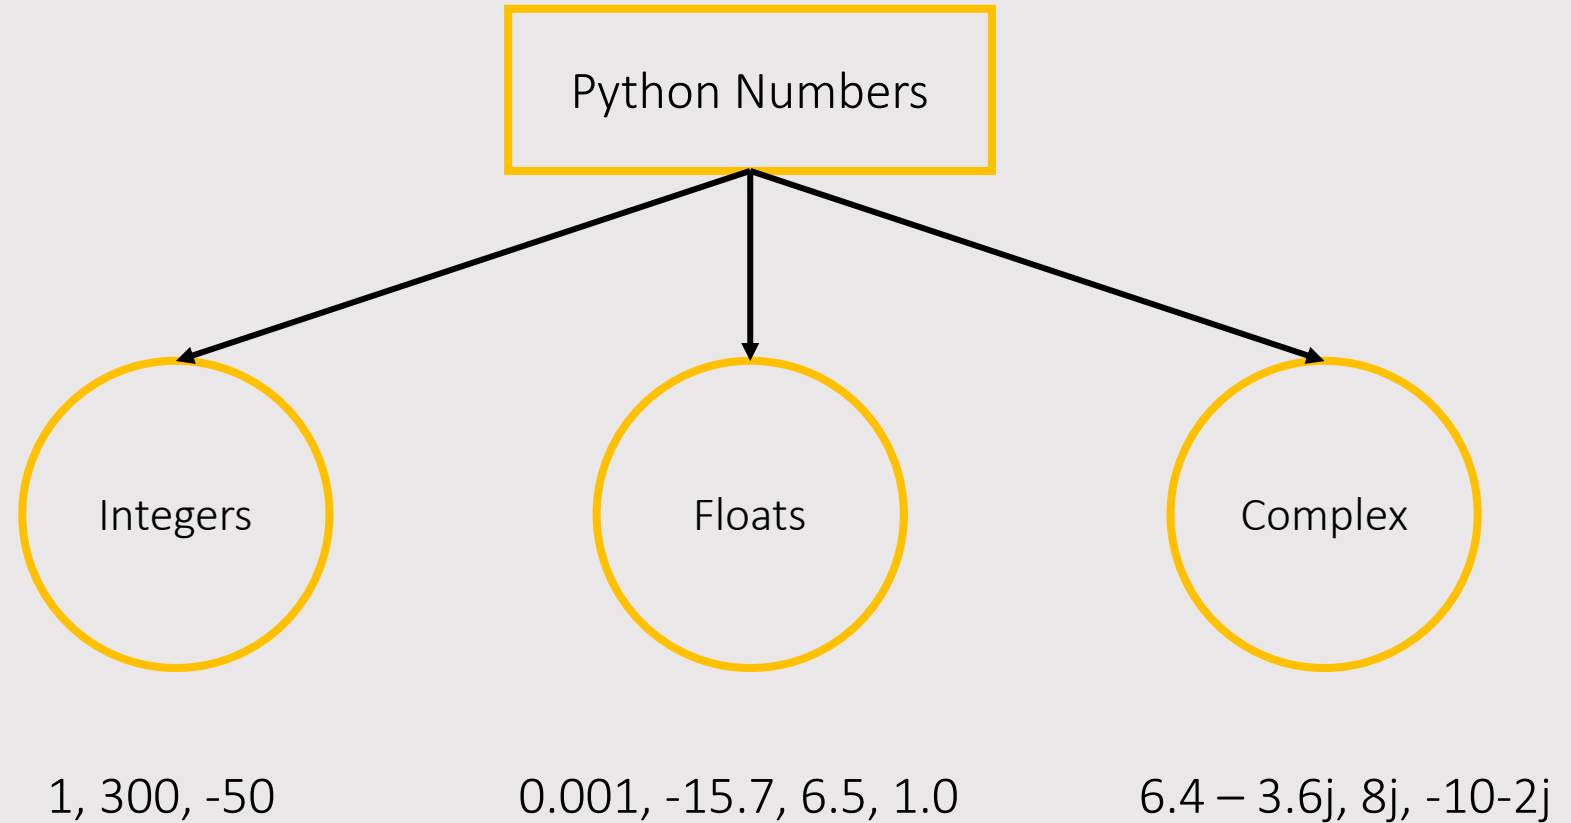 Python Numbers
Integers
Floats
Complex
1, 300, -50
0.001, -15.7, 6.5, 1.0
6.4 – 3.6j, 8j, -10-2j